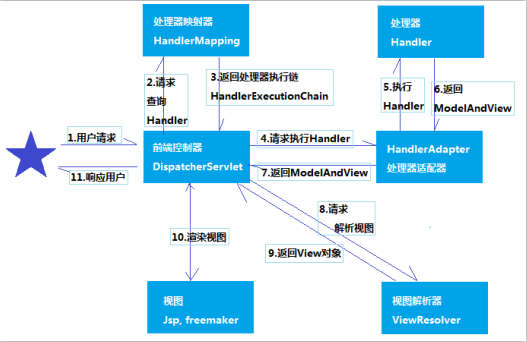 处理器映射器
HandlerMapping
处理器
Handler
2.请求
查询
Handler
3.返回处理器执行链
HandlerExecutionChain
5.执行
Handler
6.返回
ModelAndView
1.用户请求
11.响应用户
前端控制器
DispatcherServlet
4.请求执行Handler
7.返回ModelAndView
HandlerAdapter
处理器适配器
8.请求
解析视图
9.返回View对象
10.渲染视图
视图
Jsp, freemaker
视图解析器
ViewResolver